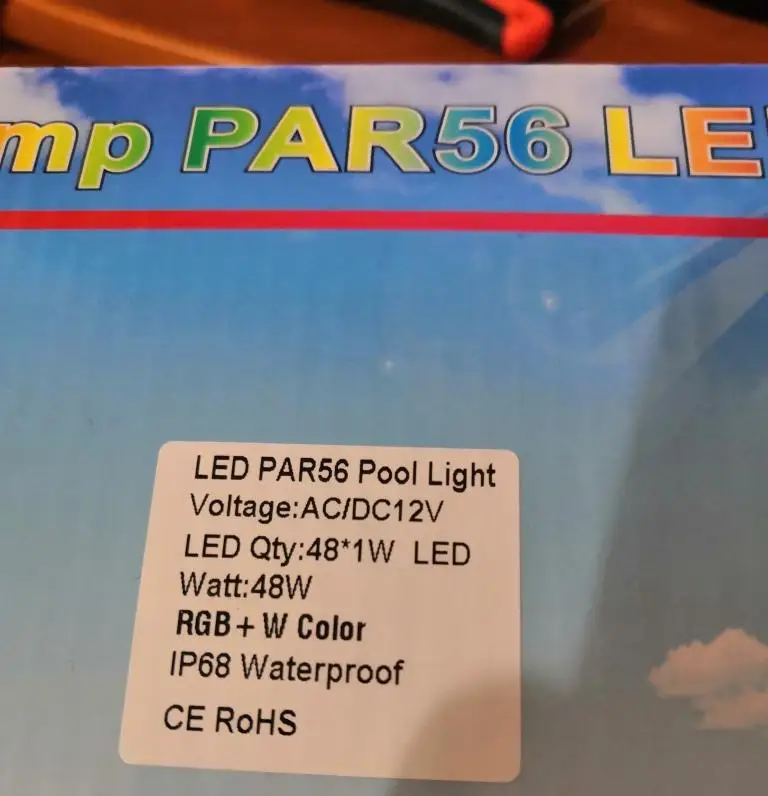 mp PAR56 LE
LED PAR56 Pool Light
Voltage:AC/DC12V
LED Qty:48*1W LED
Watt:48W
RGB+W Color
IP68 Waterproof
CE RoHS